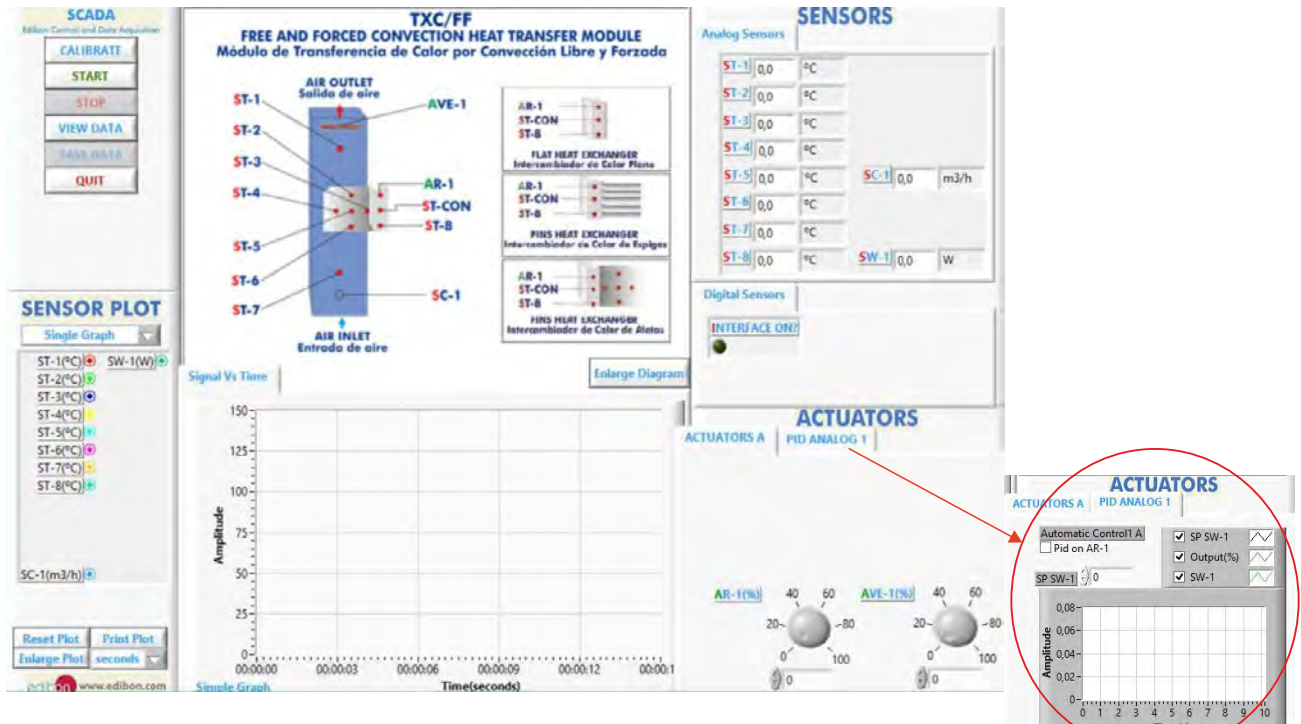 SCADA
Edibon Control and Data Acquisition
CALIBRATE
START
STOP
VIEW DATA
SAVE DATA
QUIT
TXC/FF
FREE AND FORCED CONVECTION HEAT TRANSFER MODULE
Módulo de Transferencia de Calor por Convección Libre y Forzada
AIR OUTLET
Salida de aire
ST-1
AVE-1
ST-2
ST-3
ST-4
AR-1
ST-CON
ST-8
ST-5
ST-6
ST-7
SC-1
AIR INLET
Entrada de aire
AR-1
ST-CON
ST-8
FLAT HEAT EXCHANGER
Intercambiador de Calor Plano
AR-1
ST-CON
ST-8
PINS HEAT EXCHANGER
Intercambiador de Calor de Espigas
AR-1
ST-CON
ST-8
FINS HEAT EXCHANGER
Intercambiador de Calor de Aletas
Enlarge Diagram
SENSORS
Analog Sensors
ST-1 0,0 ºC
ST-2 0,0 ºC
ST-3 0,0 ºC
ST-4 0,0 ºC
ST-5 0,0 ºC SC-1 0,0 m3/h
ST-6 0,0 ºC
ST-7 0,0 ºC
ST-8 0,0 ºC SW-1 0,0 W
Digital Sensors
INTERFACE ON?
SENSOR PLOT
Single Graph
ST-1(ºC) SW-1(W)
ST-2(ºC)
ST-3(ºC)
ST-4(ºC)
ST-5(ºC)
ST-6(ºC)
ST-7(ºC)
ST-8(ºC)
SC-1(m3/h)
Reset Plot Print Plot
Enlarge Plot seconds
edibon www.edibon.com
Signal Vs Time
150
125
100
75
50
25
0
Amplitude
00:00:00 00:00:03 00:00:06 00:00:09 00:00:12 00:00:1
Time(seconds)
Simple Graph
ACTUATORS
ACTUATORS A PID ANALOG 1
AR-1(%) 0 20 40 60 80 100
0
AVE-1(%) 0 20 40 60 80 100
0
ACTUATORS
ACTUATORS A PID ANALOG 1
Automatic Control1 A
Pid on AR-1
SP SW-1 0
SP SW-1
Output(%)
SW-1
0,08
0,06
0,04
0,02
0
Amplitude
0 1 2 3 4 5 6 7 8 9 10